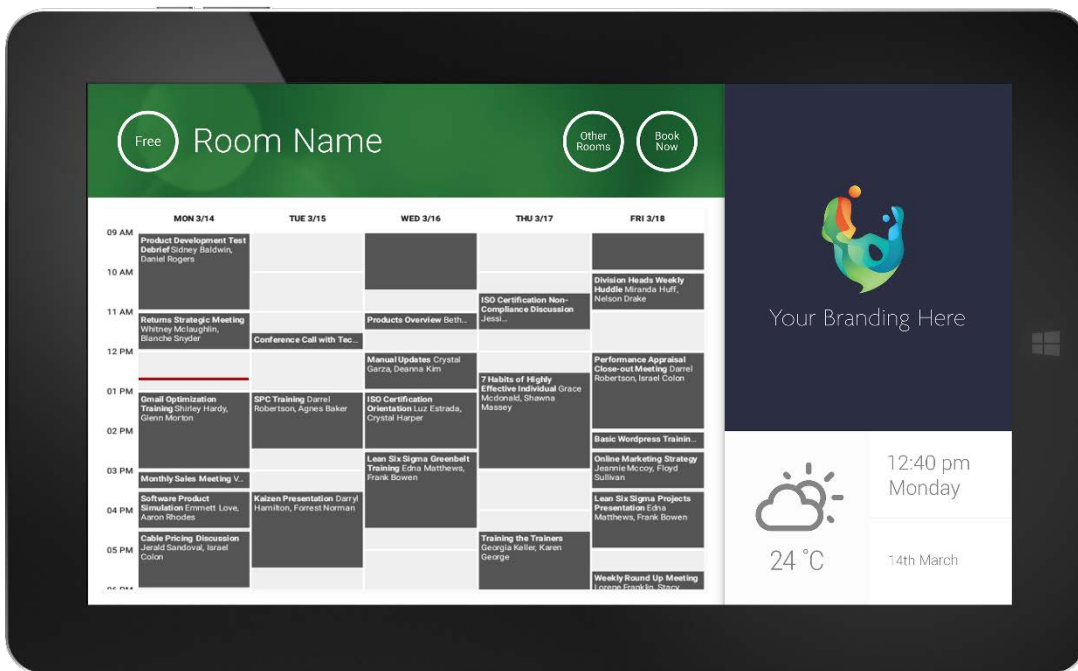 Free
Room Name
Other
Rooms
Book
Now
MON 3/14
TUE 3/15
WED 3/16
THU 3/17
FRI 3/18
09 AM
10 AM
11 AM
12 PM
01 PM
02 PM
03 PM
04 PM
05 PM
06 PM
Product Development Test
Debrief Sidney Baldwin,
Daniel Rogers
Returns Strategic Meeting
Whitney Mclaughlin,
Blanche Snyder
Gmail Optimization
Training Shirley Hardy,
Glenn Morton
Monthly Sales Meeting V...
Software Product
Simulation Emmett Love,
Aaron Rhodes
Cable Pricing Discussion
Jerald Sandoval, Israel
Colon
Conference Call with Tec...
SPC Training Darrel
Robertson, Agnes Baker
Kaizen Presentation Darryl
Hamilton, Forrest Norman
Products Overview Beth...
Manual Updates Crystal
Garza, Deanna Kim
ISO Certification
Orientation Luz Estrada,
Crystal Harper
Lean Six Sigma Greenbelt
Training Edna Matthews,
Frank Bowen
ISO Certification Non-
Compliance Discussion
Jessi...
7 Habits of Highly
Effective Individual Grace
Mcdonald, Shawna
Massey
Training the Trainers
Georgia Keller, Karen
George
Division Heads Weekly
Huddle Miranda Huff,
Nelson Drake
Performance Appraisal
Close-out Meeting Darrel
Robertson, Israel Colon
Basic Wordpress Trainin...
Online Marketing Strategy
Jeannie Mccoy, Floyd
Sullivan
Lean Six Sigma Projects
Presentation Edna
Matthews, Frank Bowen
Weekly Round Up Meeting
Lorene Franklin, Stacy
Your Branding Here
24 °C
12:40 pm
Monday
14th March